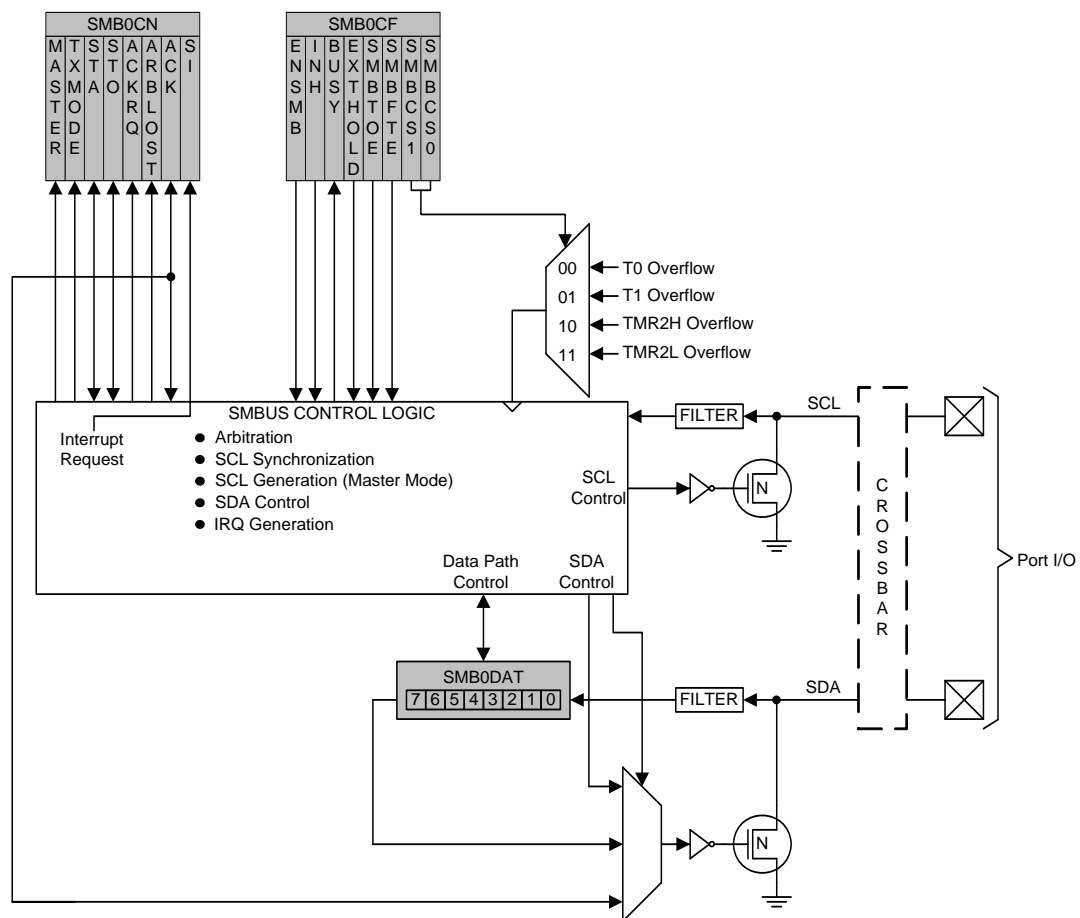 SMB0CN
MASTER
TXMODE
STA
STO
ACKRQ
ARBLOST
ACK
SI
SMB0CF
ENSMB
INH
BUSY
EXTHOLD
SMBTOE
SMBFTE
SMBCS1
SMBCS0
00
T0 Overflow
01
T1 Overflow
10
TMR2H Overflow
11
TMR2L Overflow
SMBUS CONTROL LOGIC
Interrupt
Request
● Arbitration
● SCL Synchronization
● SCL Generation (Master Mode)
● SDA Control
● IRQ Generation
SCL
Control
Data Path
Control
SDA
Control
FILTER
SCL
N
CROSSBAR
Port I/O
SMB0DAT
7 6 5 4 3 2 1 0
FILTER
SDA
N